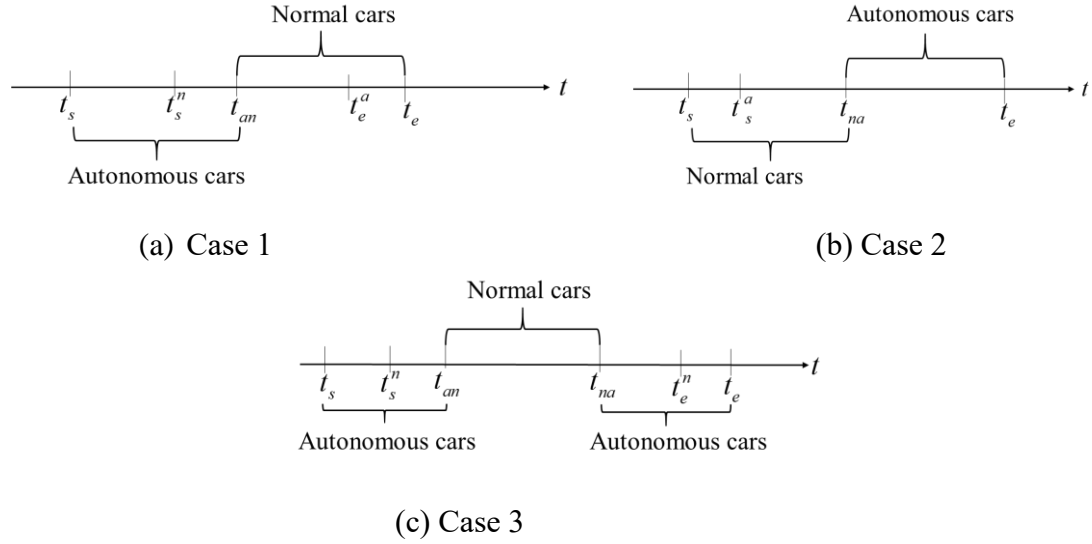 Normal cars
t
t_s t_s^n t_an t_e^a t_e
Autonomous cars
(a) Case 1
Autonomous cars
t
t_s t_s^a t_na t_e
Normal cars
(b) Case 2
Normal cars
t
t_s t_s^n t_an t_na t_e^n t_e
Autonomous cars Autonomous cars
(c) Case 3